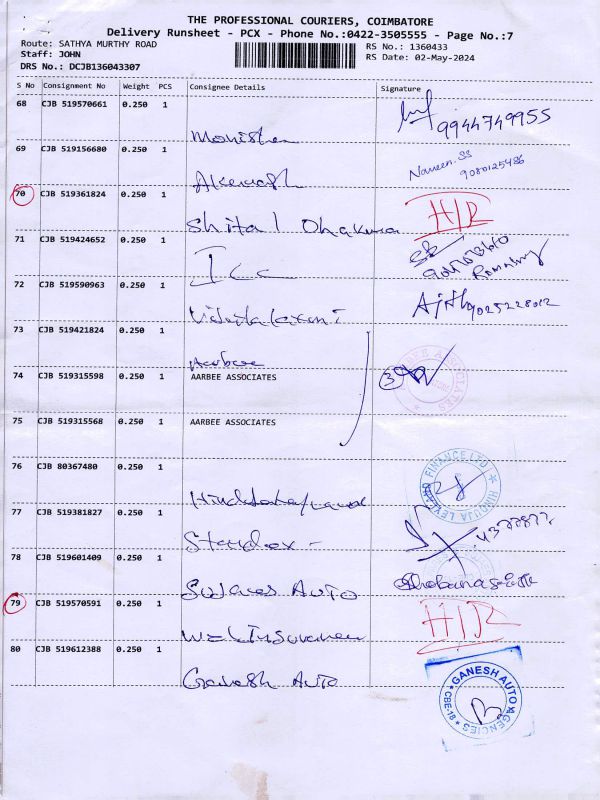 THE PROFESSIONAL COURIERS, COIMBATORE
Delivery Runsheet - PCX - Phone No.:0422-3505555 - Page No.:7
Route: SATHYA MURTHY ROAD
RS No.: 1360433
Staff: JOHN
RS Date: 02-May-2024
DRS No.: DCJB136043307
S No Consignment No Weight PCS Consignee Details Signature
68 CJB 519570661 0.250 1
Monisha 9944749955
69 CJB 519156680 0.250 1
Naveen.SS
9080125486
70 CJB 519361824 0.250 1
Shital H/R
71 CJB 519424652 0.250 1
ICC
72 CJB 519590963 0.250 1
Ajith 9025228012
73 CJB 519421824 0.250 1
Aarbee
74 CJB 519315598 0.250 1 AARBEE ASSOCIATES
75 CJB 519315568 0.250 1 AARBEE ASSOCIATES
76 CJB 80367480 0.250 1
FINANCE LTD HINDUJA LEYLAND
77 CJB 519381827 0.250 1
78 CJB 519601409 0.250 1
Auto
79 CJB 519570591 0.250 1
H/R
80 CJB 519612388 0.250 1
Ganesh Auto
GANESH AUTO AGENCIES CBE-18